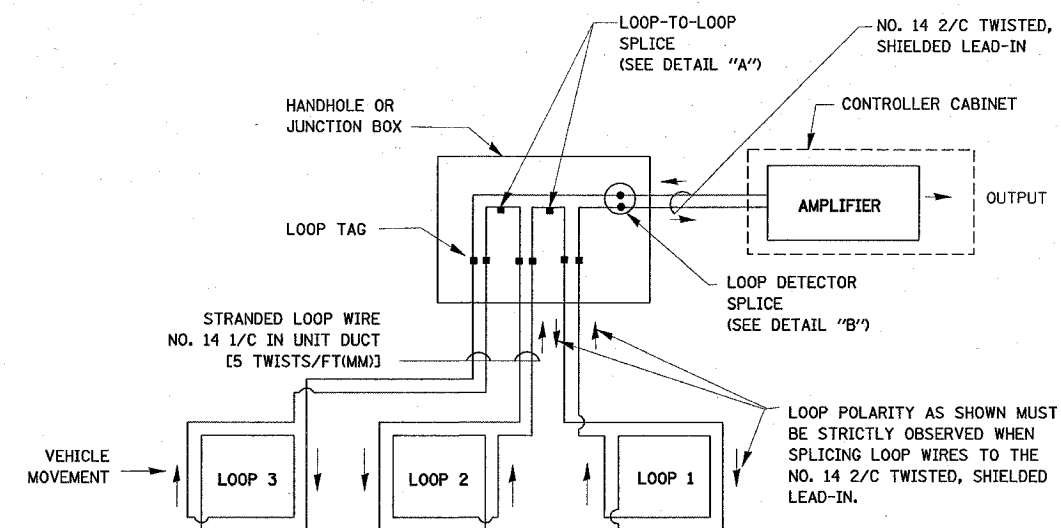 LOOP-TO-LOOP
SPLICE
(SEE DETAIL "A")
NO. 14 2/C TWISTED,
SHIELDED LEAD-IN
HANDHOLE OR
JUNCTION BOX
CONTROLLER CABINET
AMPLIFIER
OUTPUT
LOOP TAG
LOOP DETECTOR
SPLICE
(SEE DETAIL "B")
STRANDED LOOP WIRE
NO. 14 1/C IN UNIT DUCT
[5 TWISTS/FT(MM)]
LOOP POLARITY AS SHOWN MUST
BE STRICTLY OBSERVED WHEN
SPLICING LOOP WIRES TO THE
NO. 14 2/C TWISTED, SHIELDED
LEAD-IN.
VEHICLE
MOVEMENT
LOOP 3
LOOP 2
LOOP 1